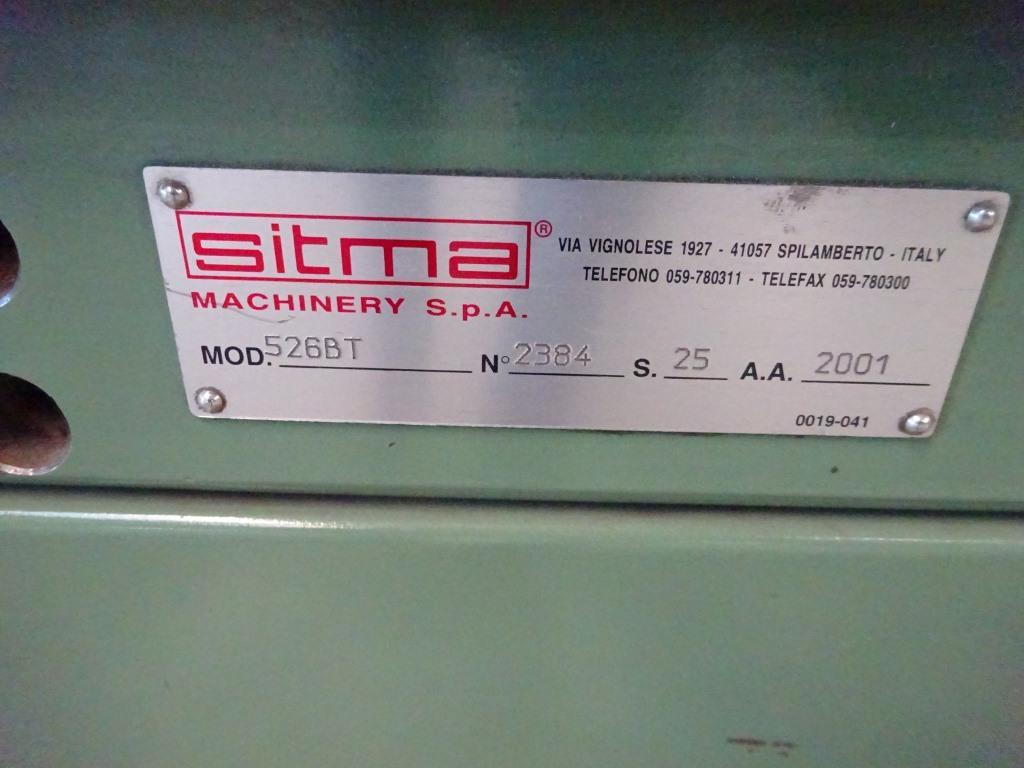 sitma®
MACHINERY S.p.A.
VIA VIGNOLESE 1927 - 41057 SPILAMBERTO - ITALY
TELEFONO 059-780311 - TELEFAX 059-780300
MOD. 526BT N° 2384 S. 25 A.A. 2001
0019-041